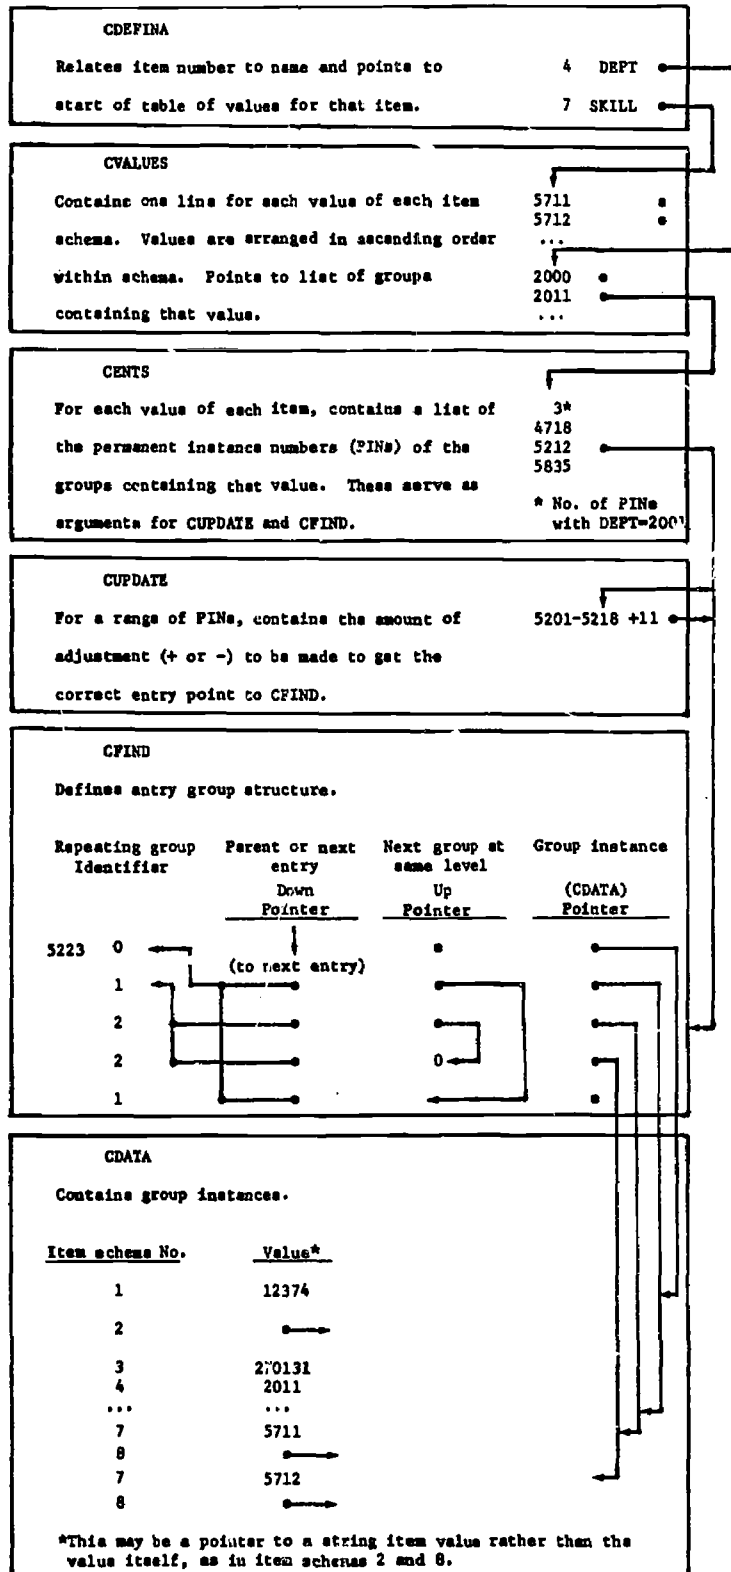 CDEFINA
Relates item number to name and points to 4 DEPT
start of table of values for that item. 7 SKILL
CVALUES
Contains one line for each value of each item 5711
5712
schema. Values are arranged in ascending order ...
within schema. Points to list of groups 2000
2011
containing that value. ...
CENTS
For each value of each item, contains a list of 3*
4718
the permanent instance numbers (PINs) of the 5212
5835
groups containing that value. These serve as
* No. of PINs
arguments for CUPDATE and CFIND. with
CUPDATE
For a range of PINs, contains the amount of 5201-5218 +11
adjustment (+ or -) to be made to get the
correct entry point to CFIND.
CFIND
Defines entry group structure.
Repeating group Parent or next Next group at Group instance
Identifier entry same level
Down Up (CDATA)
Pointer Pointer Pointer
5223 0
(to next entry)
1
2
2 0
1
CDATA
Contains group instances.
Item schema No. Value*
1 12374
2
3 270131
4 2011
... ...
7 5711
8
7 5712
8
*This may be a pointer to a string item value rather than the
value itself, as in item schemas 2 and 8.